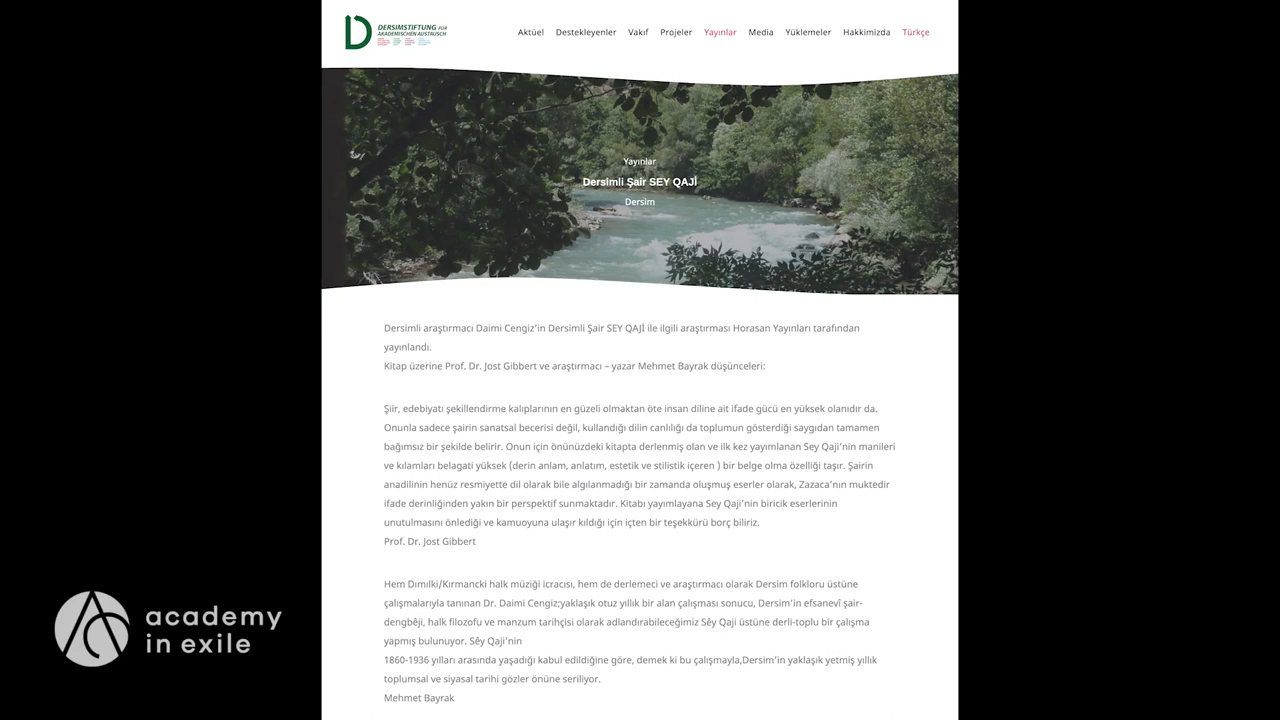 DERSIMSTIFTUNG FÜR
AKADEMISCHEN AUSTAUSCH
Aktüel Destekleyenler Vakıf Projeler Yayınlar Media Yüklemeler Hakkimizda Türkçe
Yayınlar
Dersimli Şair SEY QAJİ
Dersim
Dersimli araştırmacı Daimi Cengiz’in Dersimli Şair SEY QAJİ ile ilgili araştırması Horasan Yayınları tarafından
yayınlandı.
Kitap üzerine Prof. Dr. Jost Gibbert ve araştırmacı – yazar Mehmet Bayrak düşünceleri:
Şiir, edebiyatı şekillendirme kalıplarının en güzeli olmaktan öte insan diline ait ifade gücü en yüksek olanıdır da.
Onunla sadece şairin sanatsal becerisi değil, kullandığı dilin canlılığı da toplumun gösterdiği saygıdan tamamen
bağımsız bir şekilde belirir. Onun için önünüzdeki kitapta derlenmiş olan ve ilk kez yayımlanan Sey Qaji’nin manileri
ve kılamları belagati yüksek (derin anlam, anlatım, estetik ve stilistik içeren ) bir belge olma özelliği taşır. Şairin
anadilinin henüz resmiyette dil olarak bile algılanmadığı bir zamanda oluşmuş eserler olarak, Zazaca’nın muktedir
ifade derinliğinden yakın bir perspektif sunmaktadır. Kitabı yayımlayana Sey Qaji’nin biricik eserlerinin
unutulmasını önlediği ve kamuoyuna ulaşır kıldığı için içten bir teşekkürü borç biliriz.
Prof. Dr. Jost Gibbert
Hem Dımılki/Kırmancki halk müziği icracısı, hem de derlemeci ve araştırmacı olarak Dersim folkloru üstüne
çalışmalarıyla tanınan Dr. Daimi Cengiz;yaklaşık otuz yıllık bir alan çalışması sonucu, Dersim’in efsanevî şair-
dengbêji, halk filozofu ve manzum tarihçisi olarak adlandırabileceğimiz Sêy Qaji üstüne derli-toplu bir çalışma
yapmış bulunuyor. Sêy Qaji’nin
1860-1936 yılları arasında yaşadığı kabul edildiğine göre, demek ki bu çalışmayla,Dersim’in yaklaşık yetmiş yıllık
toplumsal ve siyasal tarihi gözler önüne seriliyor.
Mehmet Bayrak
academy
in exile